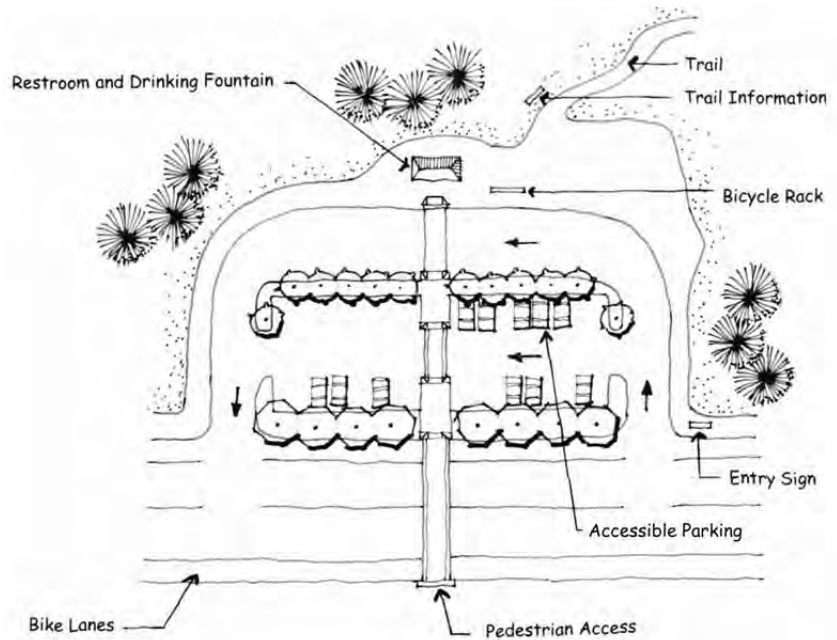 Trail
Restroom and Drinking Fountain
Trail Information
Bicycle Rack
Entry Sign
Accessible Parking
Bike Lanes
Pedestrian Access